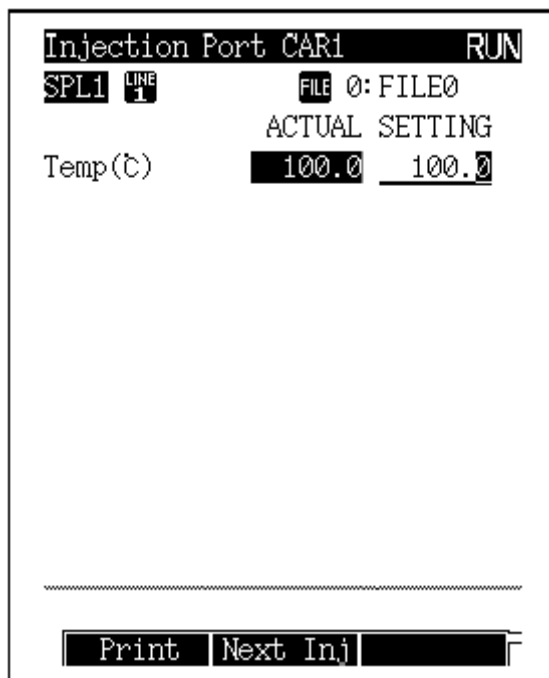 Injection Port CAR1 RUN
SPL1 LINE 1 FILE 0:FILE0
ACTUAL SETTING
Temp(℃) 100.0 100.0
Print Next Inj